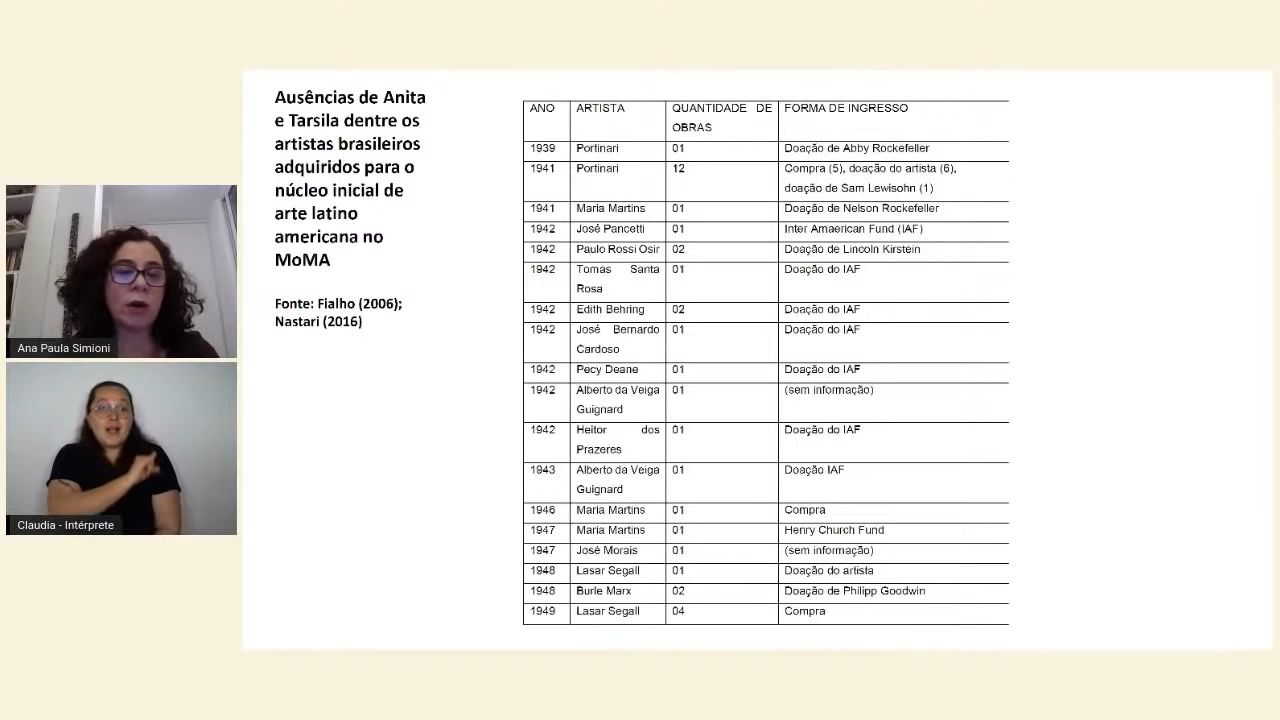 Ausências de Anita
e Tarsila dentre os
artistas brasileiros
adquiridos para o
núcleo inicial de
arte latino
americana no
MoMA
Fonte: Fialho (2006);
Nastari (2016)
ANO ARTISTA QUANTIDADE DE FORMA DE INGRESSO
OBRAS
1939 Portinari 01 Doação de Abby Rockefeller
1941 Portinari 12 Compra (5), doação do artista (6),
doação de Sam Lewisohn (1)
1941 Maria Martins 01 Doação de Nelson Rockefeller
1942 José Pancetti 01 Inter Amaerican Fund (IAF)
1942 Paulo Rossi Osir 02 Doação de Lincoln Kirstein
1942 Tomas Santa 01 Doação do IAF
Rosa
1942 Edith Behring 02 Doação do IAF
1942 José Bernardo 01 Doação do IAF
Cardoso
1942 Pecy Deane 01 Doação do IAF
1942 Alberto da Veiga 01 (sem informação)
Guignard
1942 Heitor dos 01 Doação do IAF
Prazeres
1943 Alberto da Veiga 01 Doação IAF
Guignard
1946 Maria Martins 01 Compra
1947 Maria Martins 01 Henry Church Fund
1947 José Morais 01 (sem informação)
1948 Lasar Segall 01 Doação do artista
1948 Burle Marx 02 Doação de Philipp Goodwin
1949 Lasar Segall 04 Compra
Ana Paula Simioni
Claudia - Intérprete